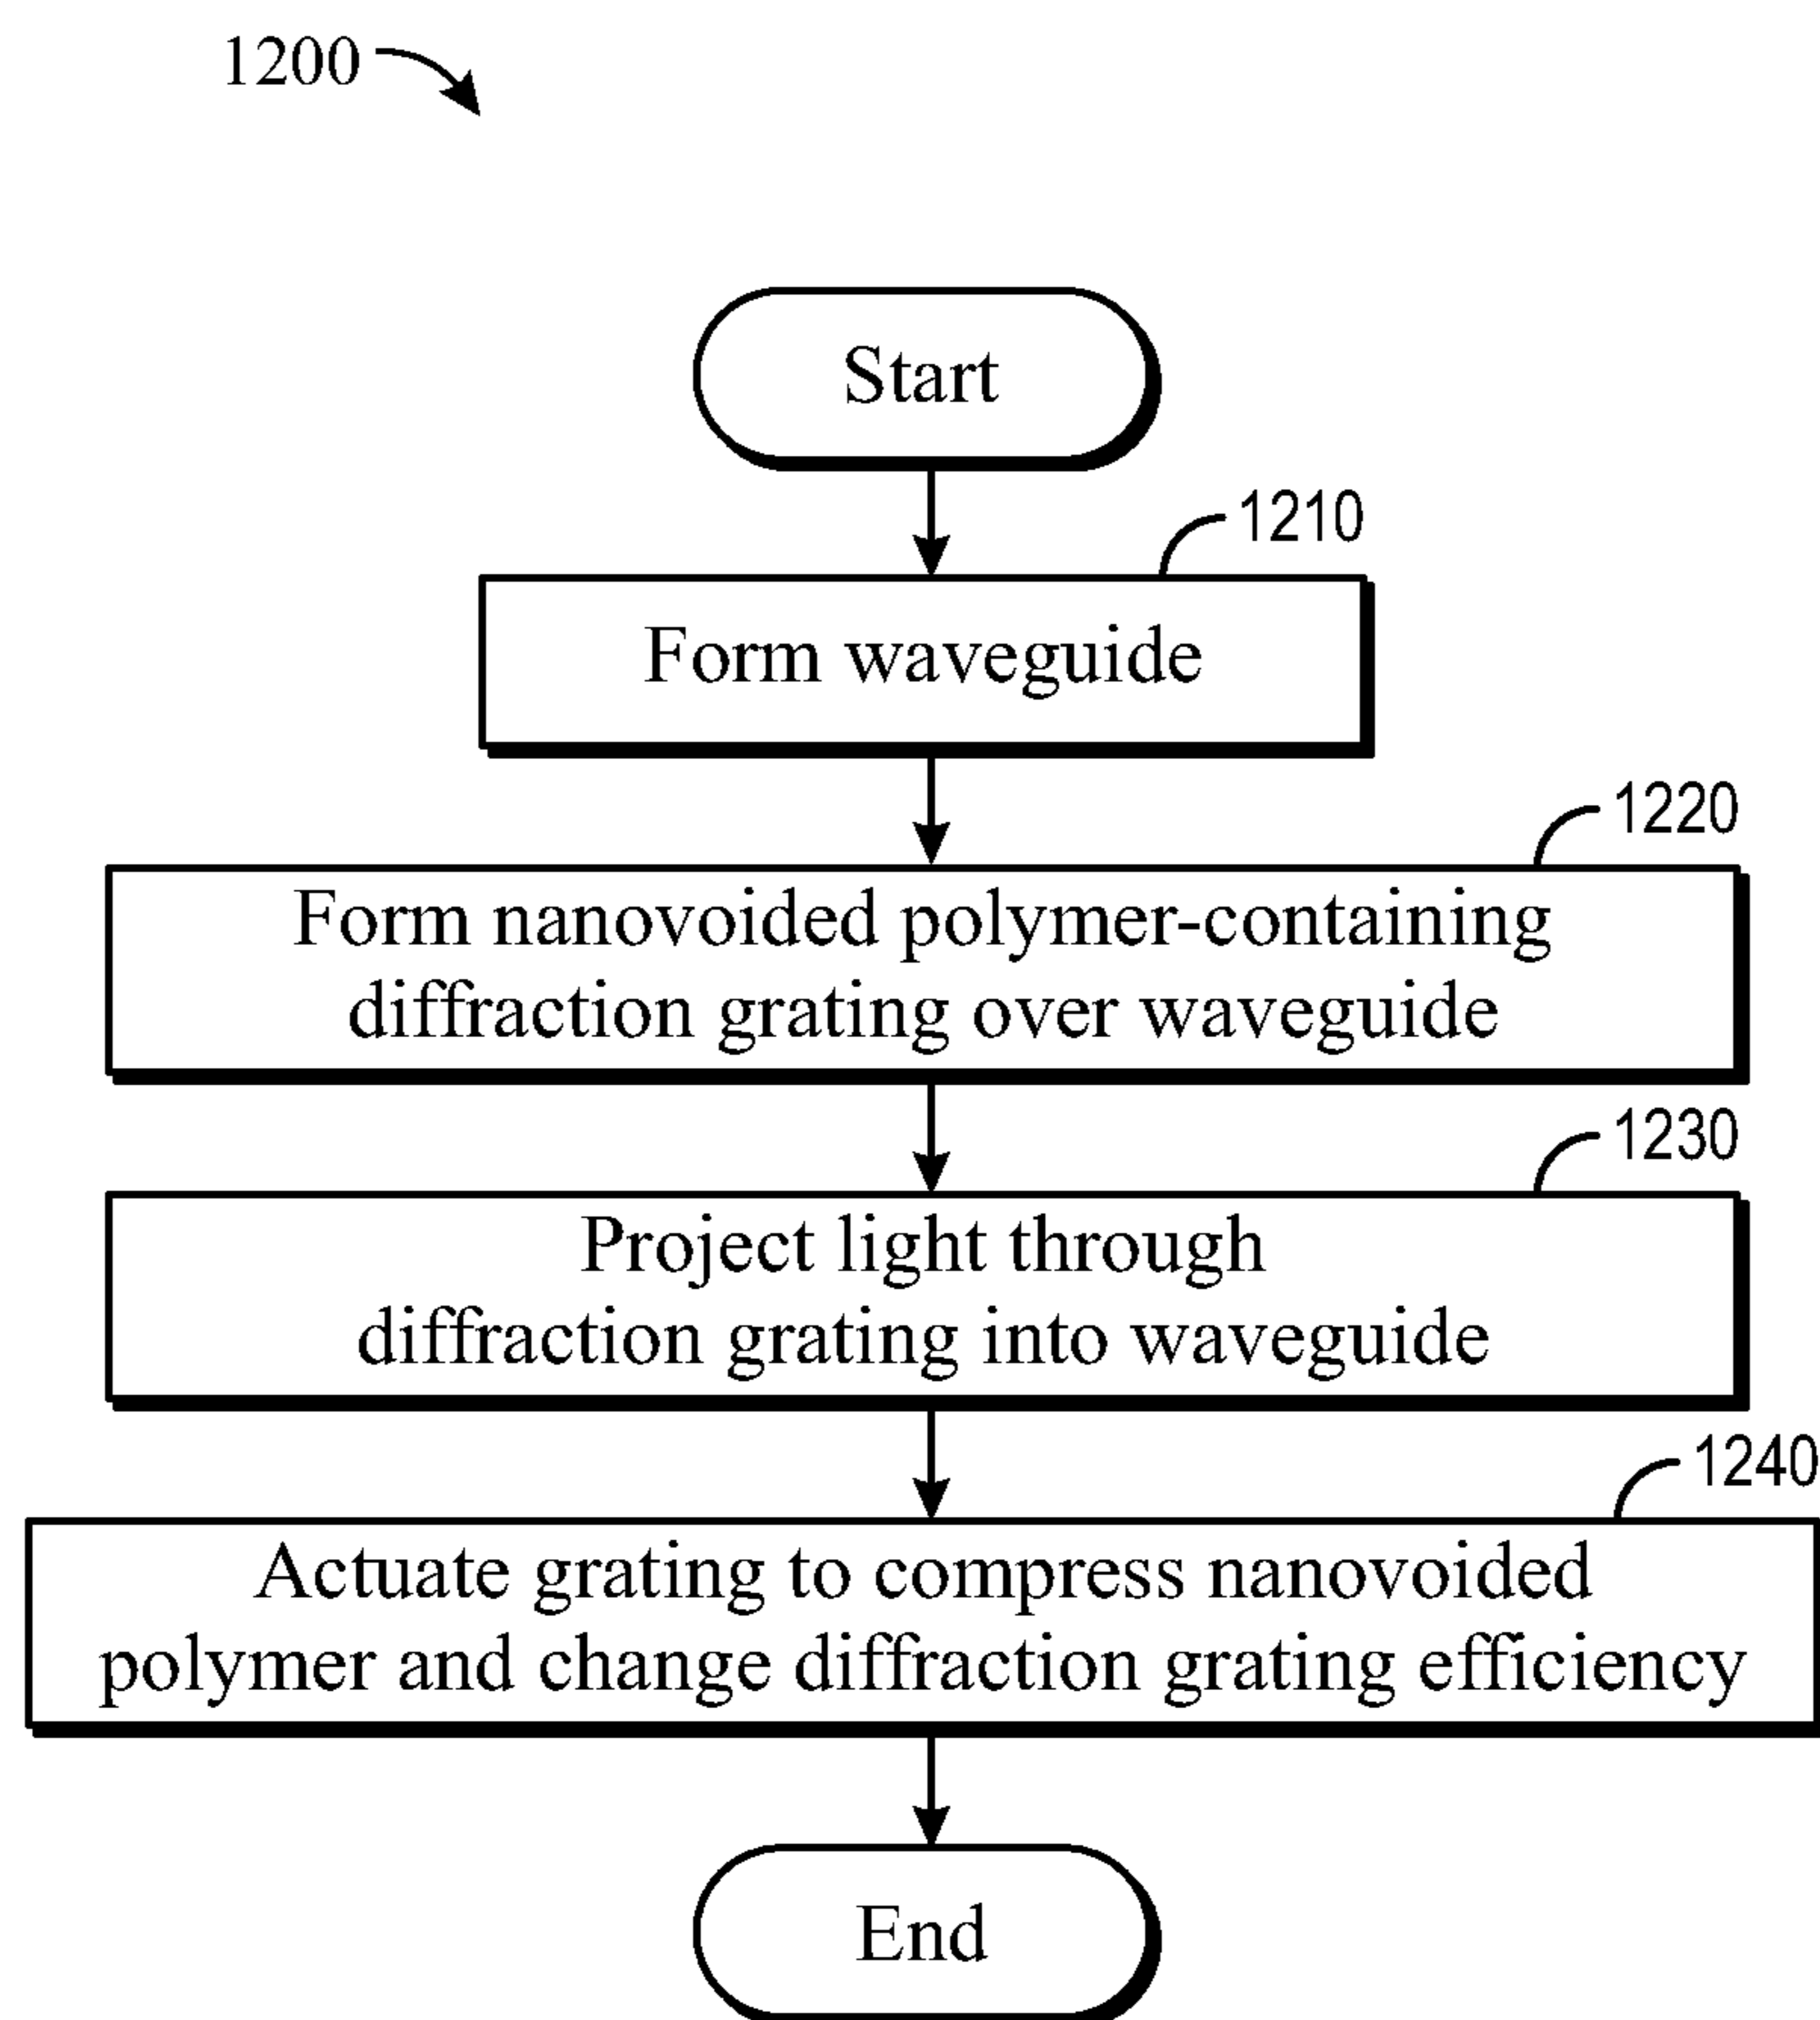 1200
Start
1210
Form waveguide
1220
Form nanovoided polymer-containing
diffraction grating over waveguide
1230
Project light through
diffraction grating into waveguide
1240
Actuate grating to compress nanovoided
polymer and change diffraction grating efficiency
End